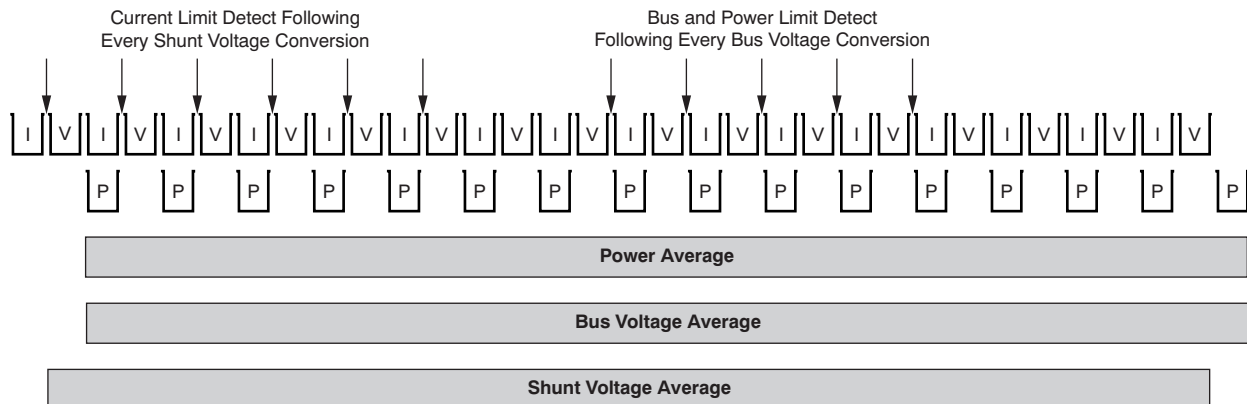 Current Limit Detect Following
Every Shunt Voltage Conversion
Bus and Power Limit Detect
Following Every Bus Voltage Conversion
I V I V I V I V I V I V I V I V I V I V I V I V I V I V I V I V
P P P P P P P P P P P P P P P P
Power Average
Bus Voltage Average
Shunt Voltage Average